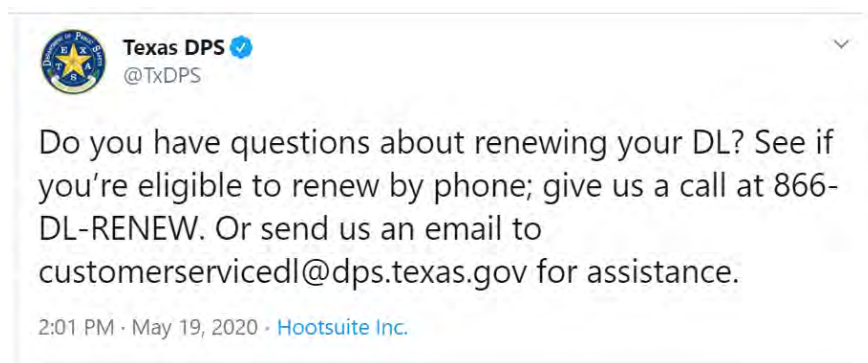 Texas DPS
@TxDPS
Do you have questions about renewing your DL? See if
you're eligible to renew by phone; give us a call at 866-
DL-RENEW. Or send us an email to
customerservicedl@dps.texas.gov for assistance.
2:01 PM · May 19, 2020 · Hootsuite Inc.